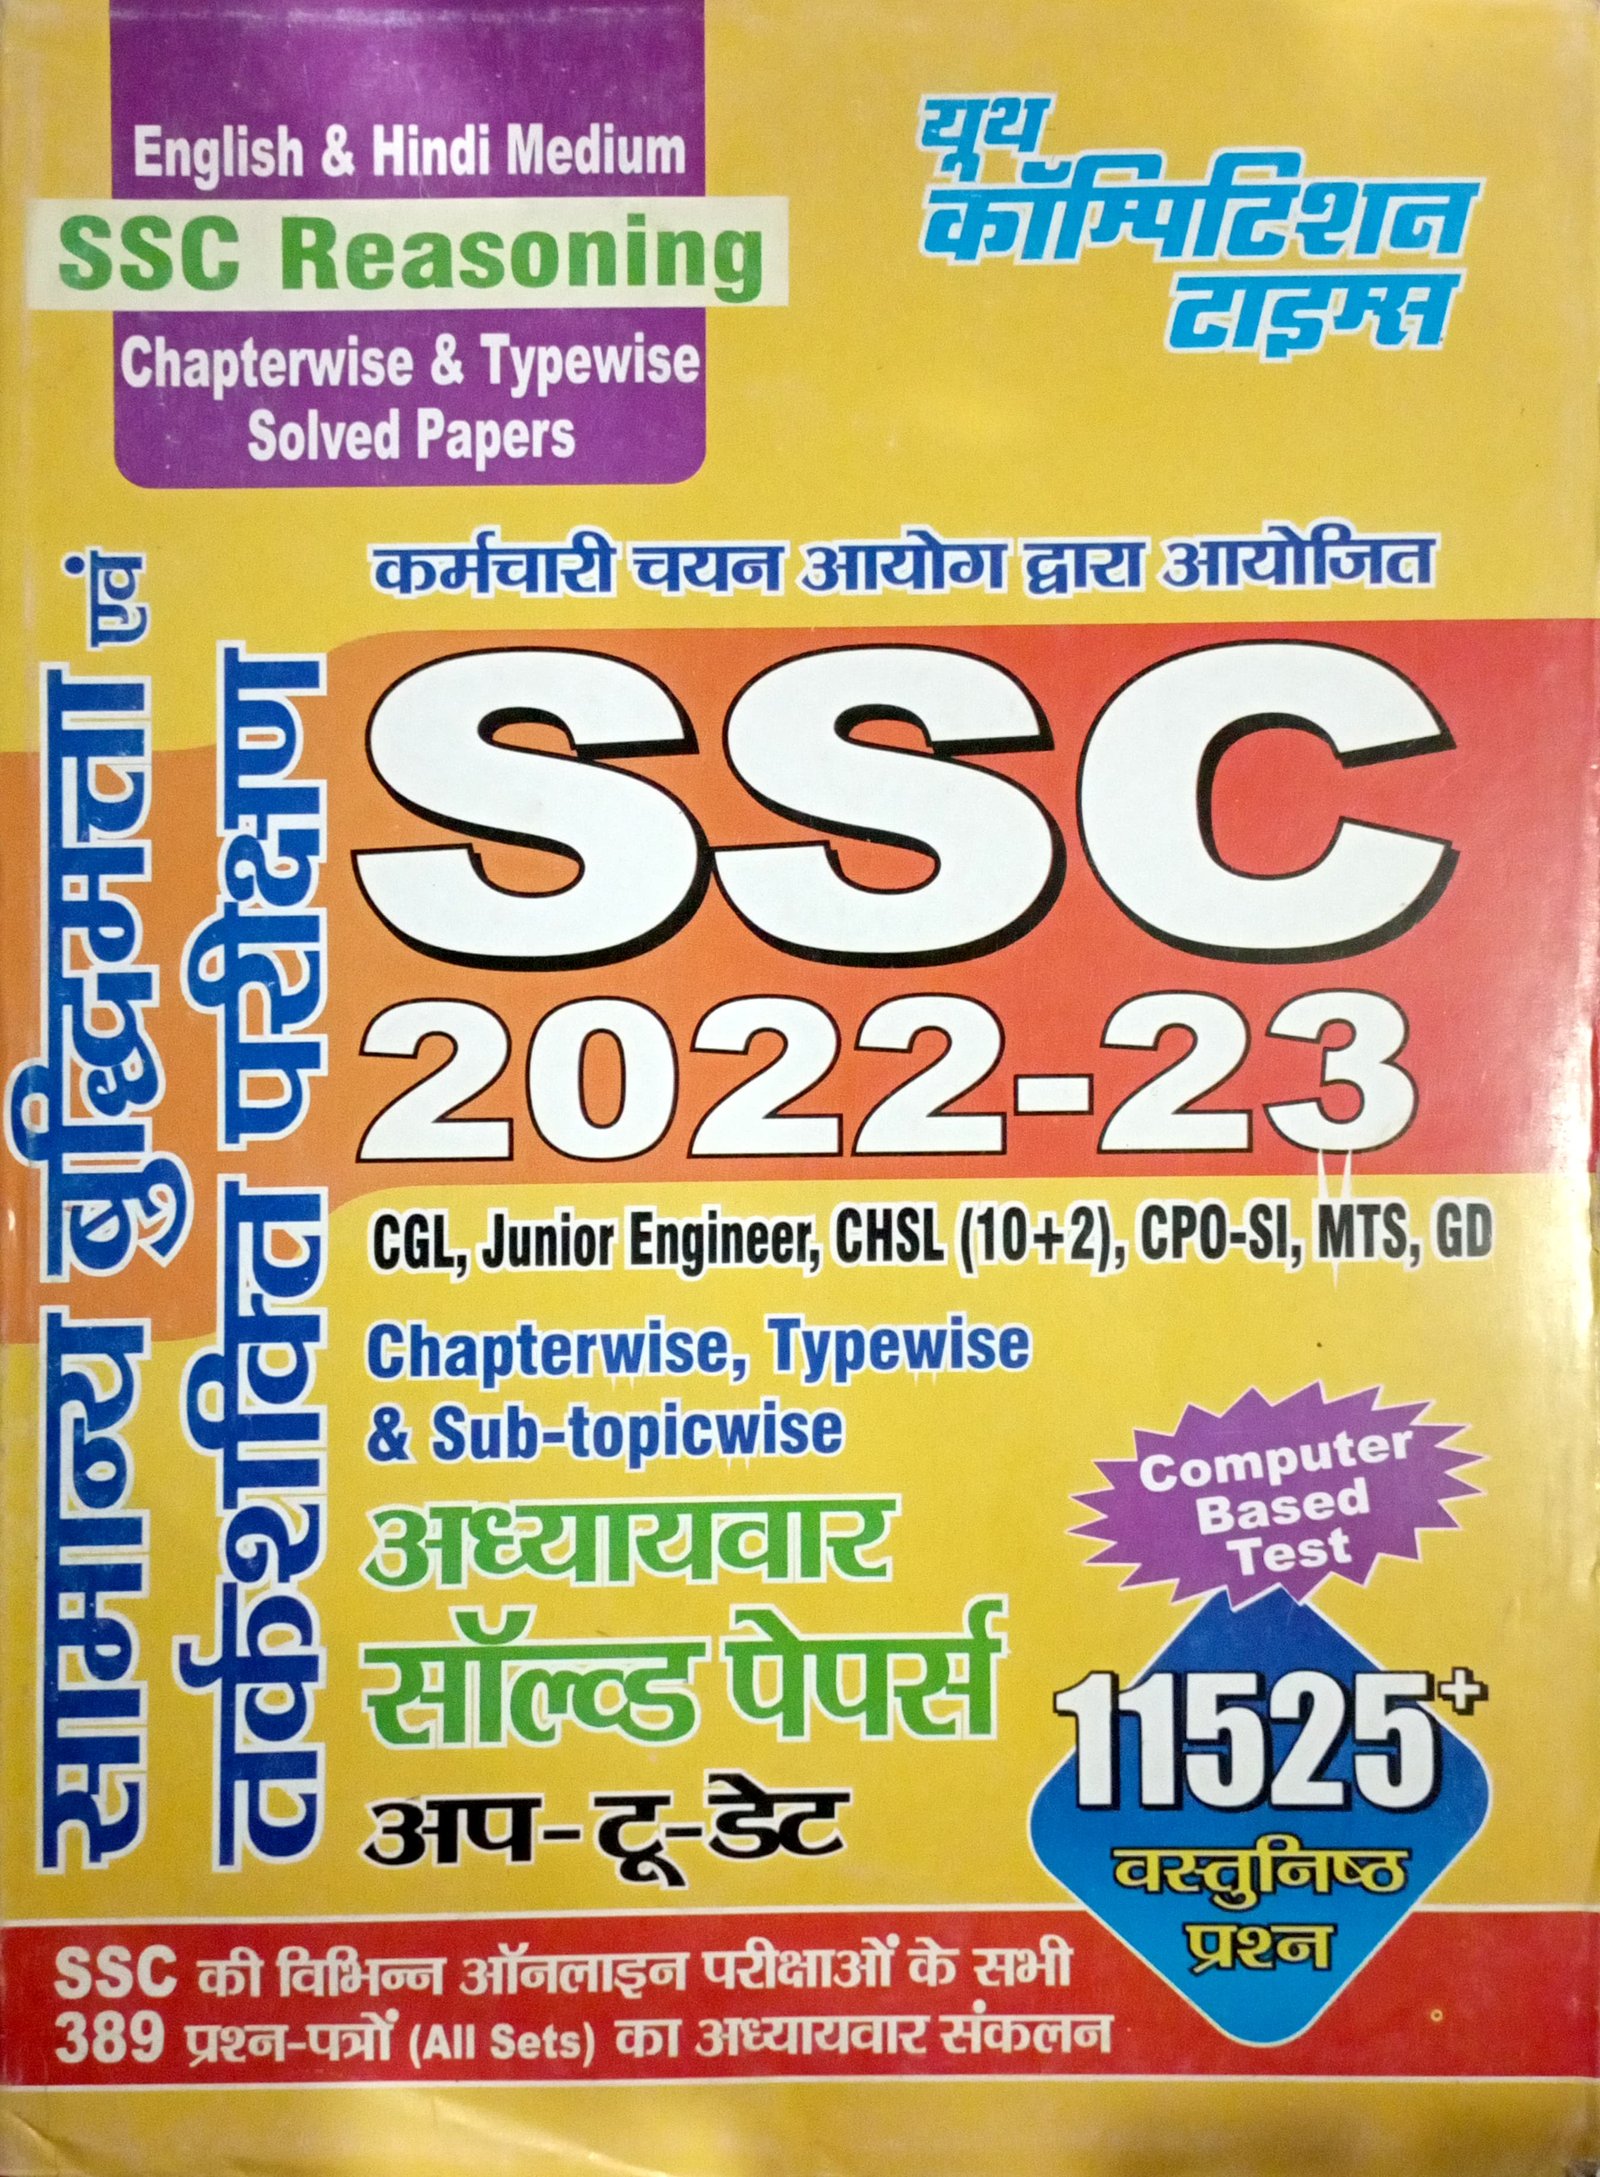 English & Hindi Medium
SSC Reasoning
Chapterwise & Typewise
Solved Papers
यूथ
कॉम्पिटिशन
टाइम्स
कर्मचारी चयन आयोग द्वारा आयोजित
सामान्य बुद्धिमत्ता एवं
तर्कशक्ति परीक्षण
SSC
2022-23
CGL, Junior Engineer, CHSL (10+2), CPO-SI, MTS, GD
Chapterwise, Typewise
& Sub-topicwise
अध्यायवार
सॉल्व्ड पेपर्स
अप-टू-डेट
Computer
Based
Test
11525+
वस्तुनिष्ठ
प्रश्न
SSC की विभिन्न ऑनलाइन परीक्षाओं के सभी
389 प्रश्न-पत्रों (All Sets) का अध्यायवार संकलन